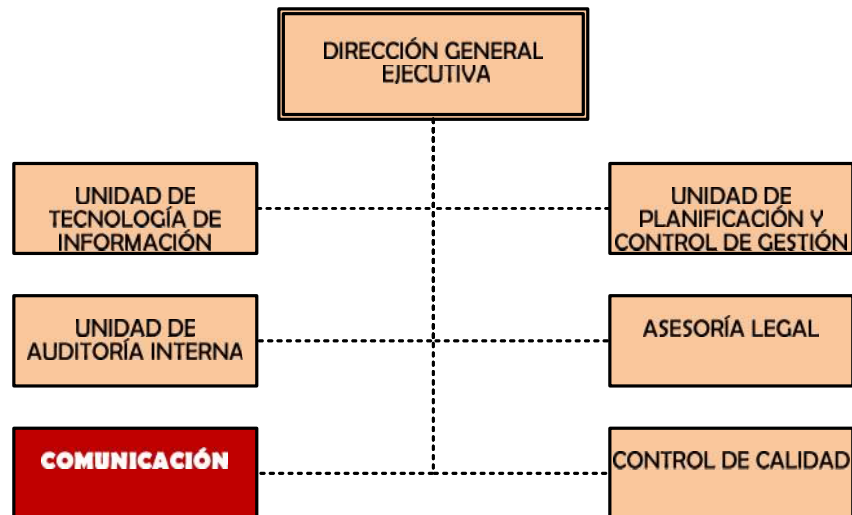 DIRECCIÓN GENERAL
EJECUTIVA
UNIDAD DE
TECNOLOGÍA DE
INFORMACIÓN
UNIDAD DE
PLANIFICACIÓN Y
CONTROL DE GESTIÓN
UNIDAD DE
AUDITORÍA INTERNA
ASESORÍA LEGAL
COMUNICACIÓN
CONTROL DE CALIDAD